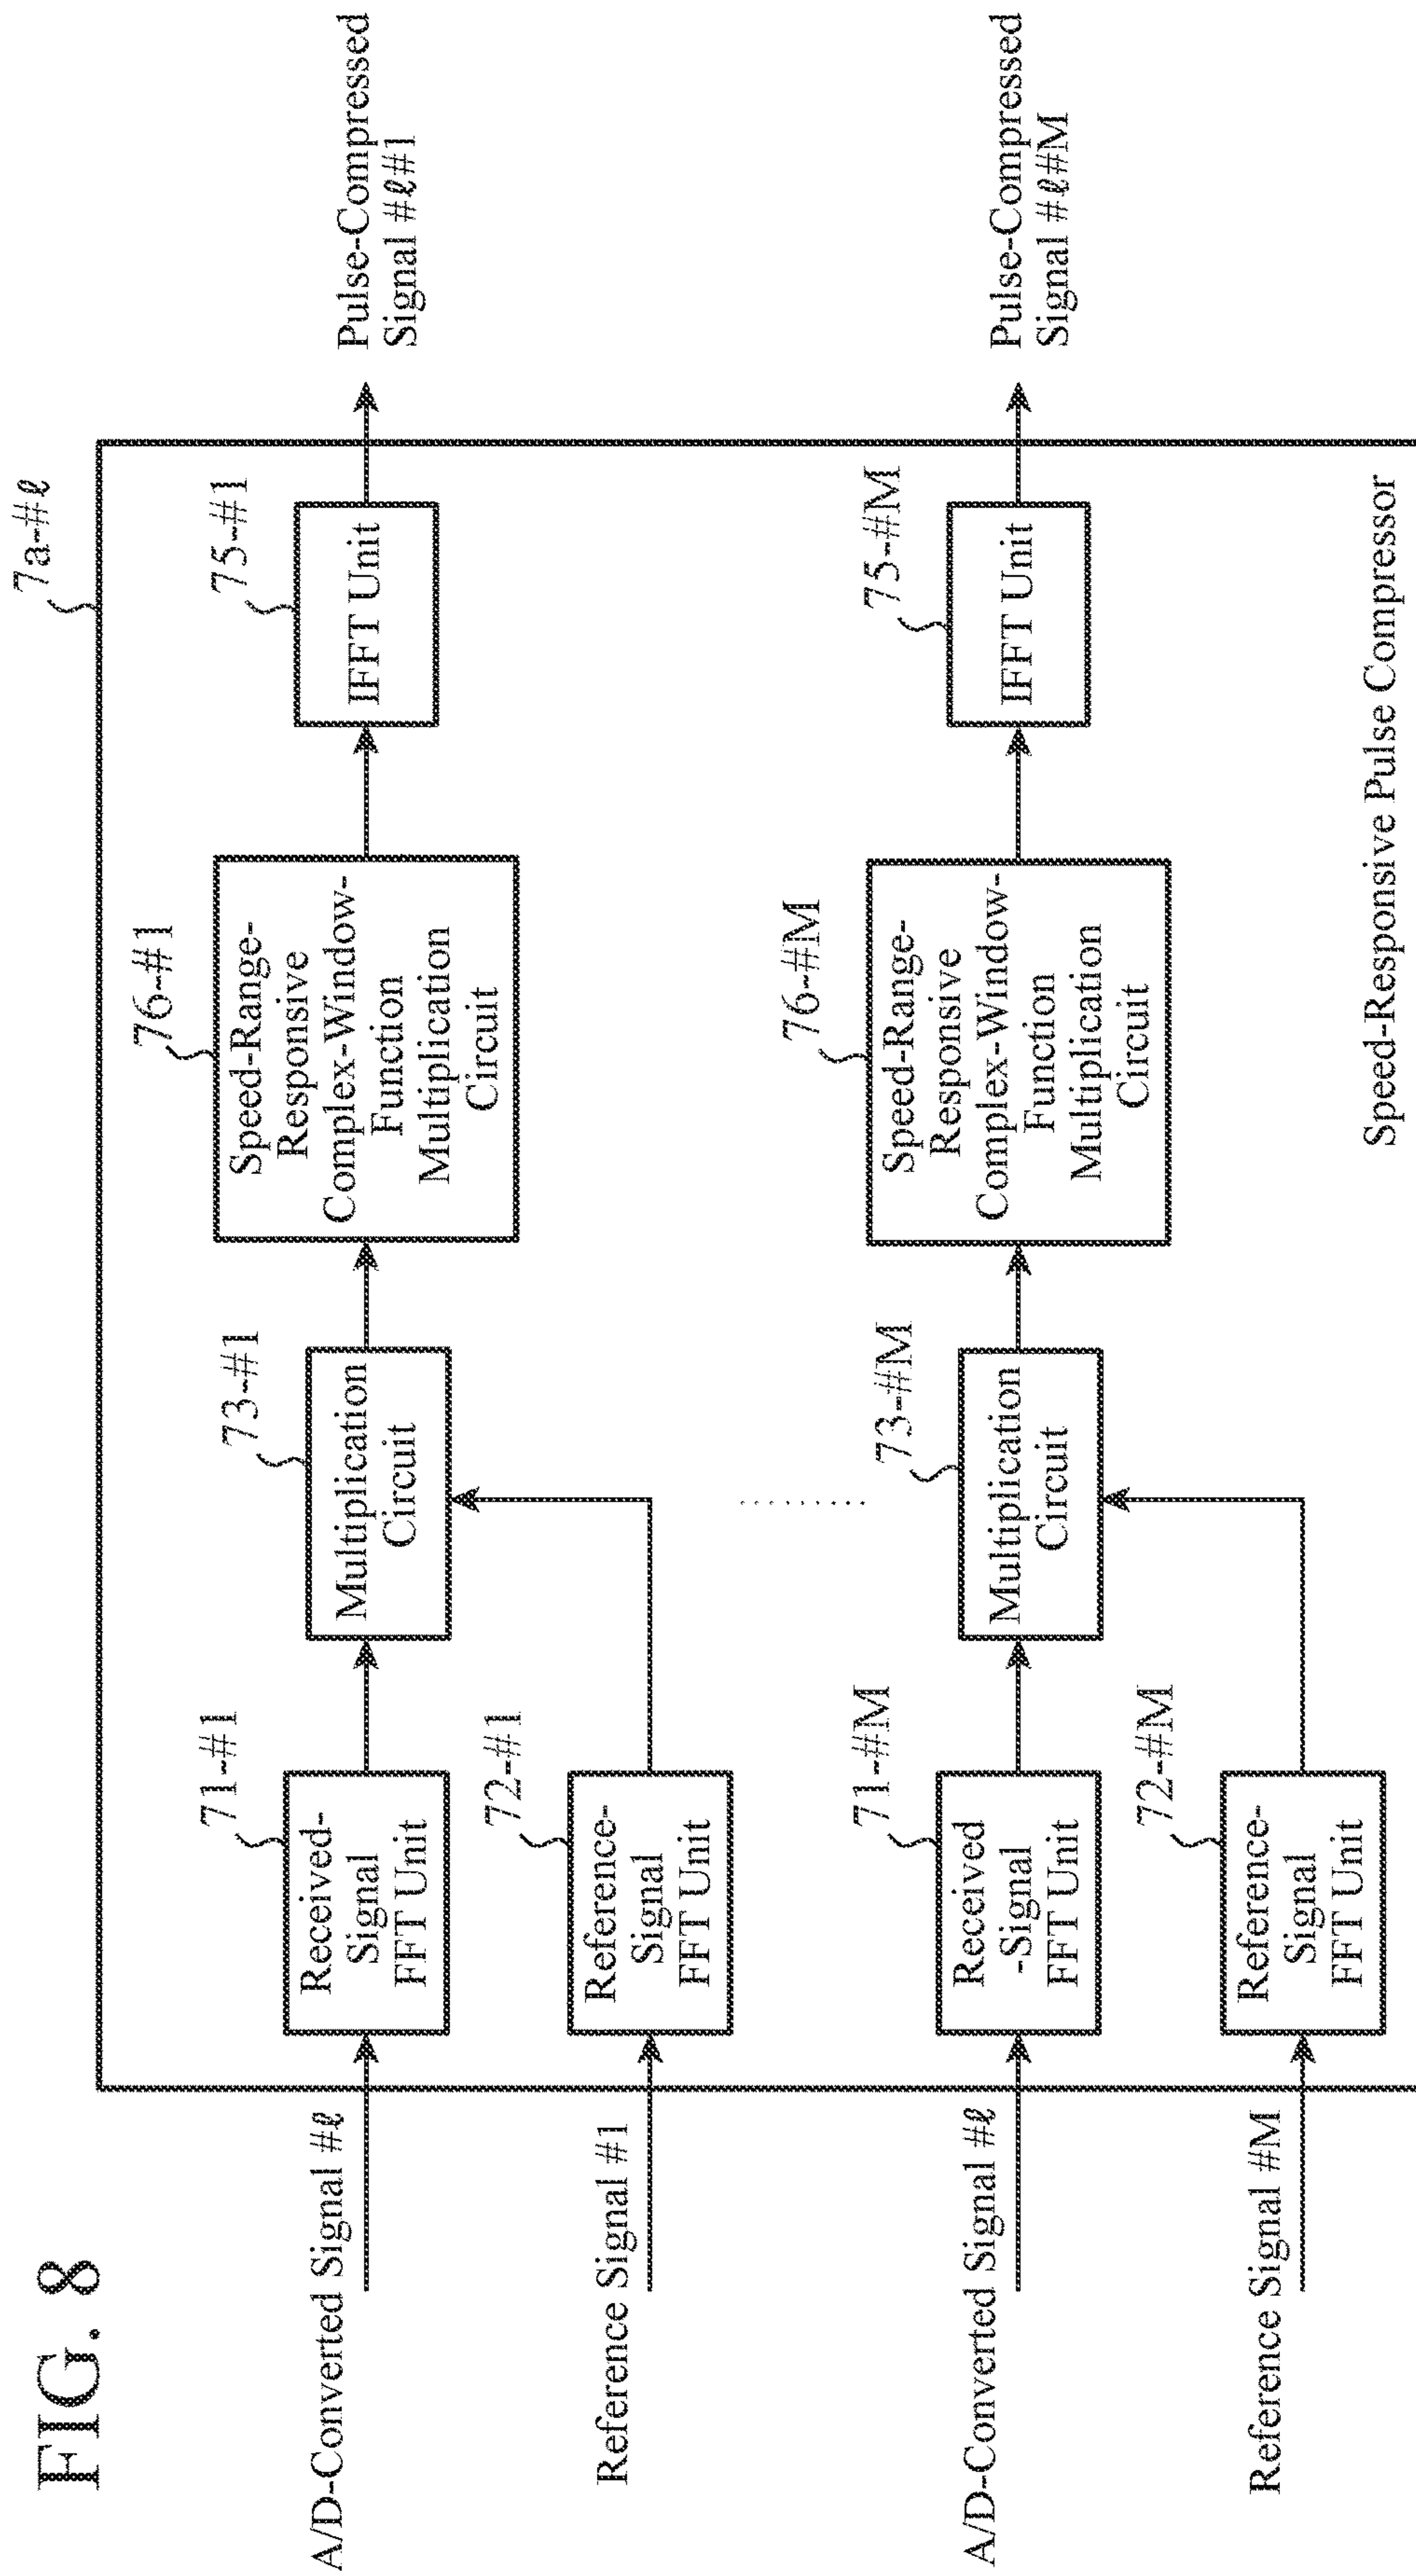 FIG. 8
7a-#ℓ
A/D-Converted Signal #ℓ
71-#1
Received-
Signal
FFT Unit
73-#1
Multiplication
Circuit
76-#1
Speed-Range-
Responsive
Complex-Window-
Function
Multiplication
Circuit
75-#1
IFFT Unit
Pulse-Compressed
Signal #ℓ#1
Reference Signal #1
72-#1
Reference-
Signal
FFT Unit
A/D-Converted Signal #ℓ
71-#M
Received
-Signal
FFT Unit
73-#M
Multiplication
Circuit
76-#M
Speed-Range-
Responsive
Complex-Window-
Function
Multiplication
Circuit
75-#M
IFFT Unit
Pulse-Compressed
Signal #ℓ#M
Reference Signal #M
72-#M
Reference-
Signal
FFT Unit
Speed-Responsive Pulse Compressor